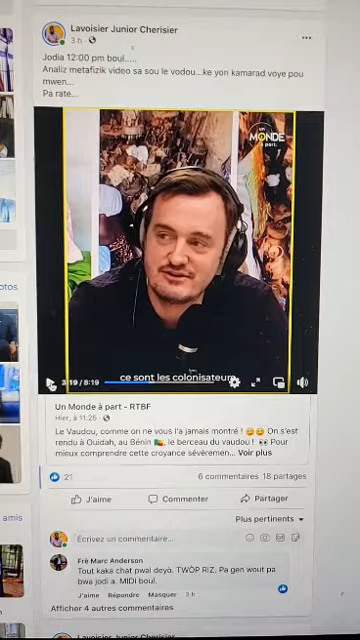 Lavoisier Junior Cherisier
3 h
Jodia 12:00 pm boul.....
Analiz metafizik video sa sou le vodou...ke yon kamarad voye pou
mwen...
Pa rate...
un
MONDE
à part.
ce sont les colonisateurs
3:19 / 8:19
Un Monde à part - RTBF
Hier, à 11:25
Le Vaudou, comme on ne vous l'a jamais montré ! On s'est
rendu à Ouidah, au Bénin, le berceau du vaudou ! Pour
mieux comprendre cette croyance sévèremen... Voir plus
21
6 commentaires 18 partages
J'aime
Commenter
Partager
Plus pertinents
Écrivez un commentaire...
Frè Marc Anderson
Tout kaka chat pwal deyò. TWÒP RIZ, Pa gen wout pa
bwa jodi a. MIDI boul.
J'aime Répondre Masquer 3 h
Afficher 4 autres commentaires
Lavoisier Junior Cherisier
otos
amis